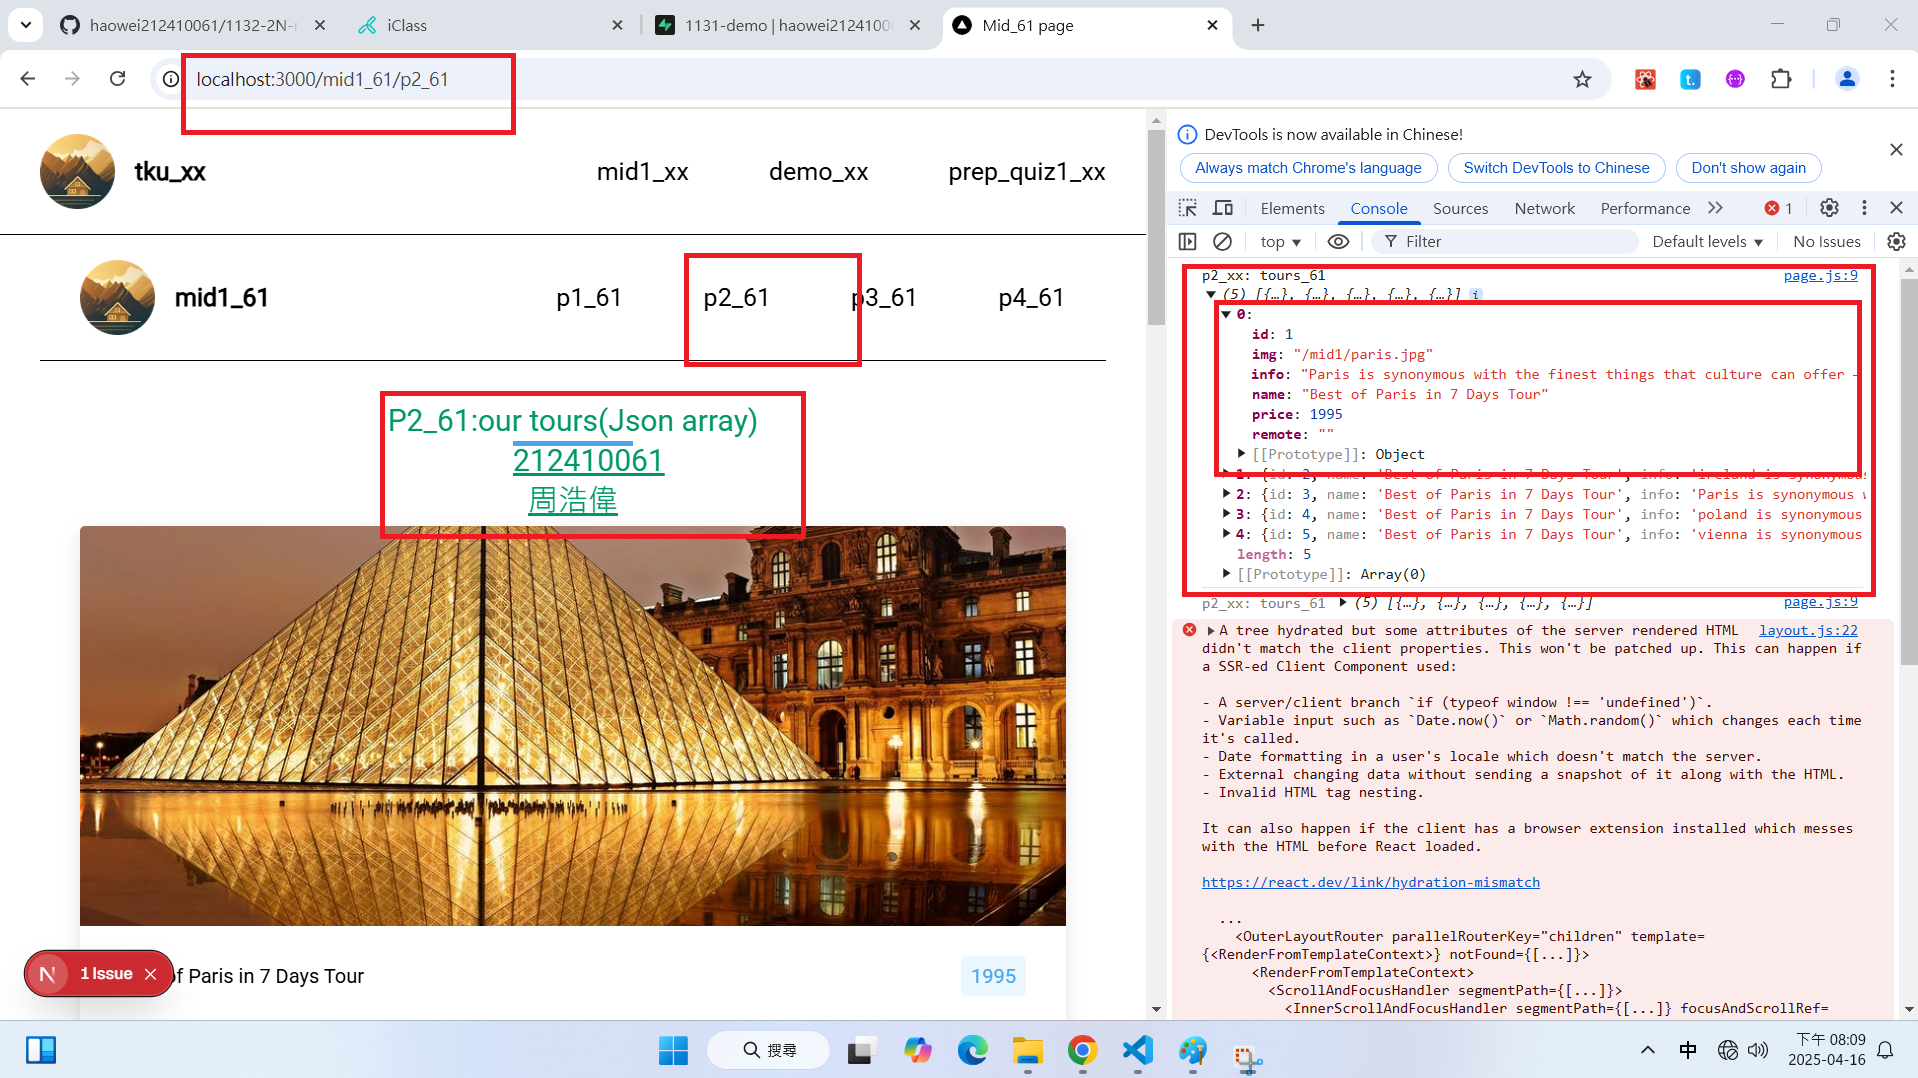 haowei212410061/1132-2N-r
iClass
1131-demo | haowei21241006
Mid_61 page
localhost:3000/mid1_61/p2_61
tku_xx
mid1_xx
demo_xx
prep_quiz1_xx
mid1_61
p1_61
p2_61
p3_61
p4_61
P2_61:our tours(Json array)
212410061
周浩偉
of Paris in 7 Days Tour
1995
N
1 Issue
DevTools is now available in Chinese!
Always match Chrome's language
Switch DevTools to Chinese
Don't show again
Elements
Console
Sources
Network
Performance
1
top
Filter
Default levels
No Issues
p2_xx: tours_61
page.js:9
(5) [{…}, {…}, {…}, {…}, {…}] i
0:
id: 1
img: "/mid1/paris.jpg"
info: "Paris is synonymous with the finest things that culture can offer —
name: "Best of Paris in 7 Days Tour"
price: 1995
remote: ""
[[Prototype]]: Object
1: {id: 2, name: 'Best of Paris in 7 Days Tour', info: 'ireland is synonymous
2: {id: 3, name: 'Best of Paris in 7 Days Tour', info: 'Paris is synonymous w
3: {id: 4, name: 'Best of Paris in 7 Days Tour', info: 'poland is synonymous
4: {id: 5, name: 'Best of Paris in 7 Days Tour', info: 'vienna is synonymous
length: 5
[[Prototype]]: Array(0)
p2_xx: tours_61 (5) [{…}, {…}, {…}, {…}, {…}]
page.js:9
A tree hydrated but some attributes of the server rendered HTML
layout.js:22
didn't match the client properties. This won't be patched up. This can happen if
a SSR-ed Client Component used:
- A server/client branch `if (typeof window !== 'undefined')`.
- Variable input such as `Date.now()` or `Math.random()` which changes each time
it's called.
- Date formatting in a user's locale which doesn't match the server.
- External changing data without sending a snapshot of it along with the HTML.
- Invalid HTML tag nesting.
It can also happen if the client has a browser extension installed which messes
with the HTML before React loaded.
https://react.dev/link/hydration-mismatch
...
<OuterLayoutRouter parallelRouterKey="children" template=
{<RenderFromTemplateContext>} notFound={[...]}>
<RenderFromTemplateContext>
<ScrollAndFocusHandler segmentPath={[...]}>
<InnerScrollAndFocusHandler segmentPath={[...]} focusAndScrollRef=
搜尋
中
下午 08:09
2025-04-16